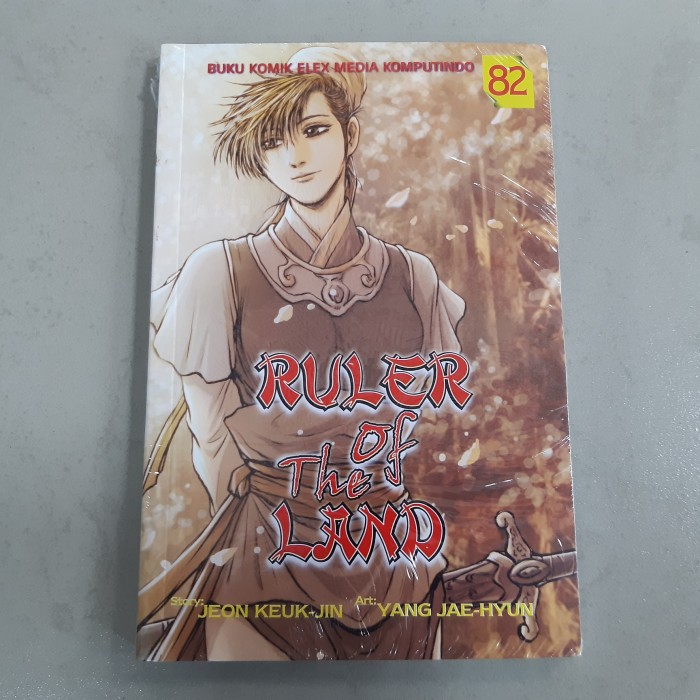 BUKU KOMIK ELEX MEDIA KOMPUTINDO
82
RULER
of
The
LAND
Story: JEON KEUK-JIN Art: YANG JAE-HYUN